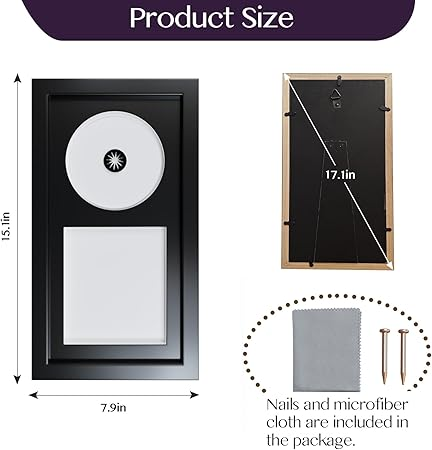 Product Size
15.1in
17.1in
7.9in
Nails and microfiber
cloth are included in
the package.